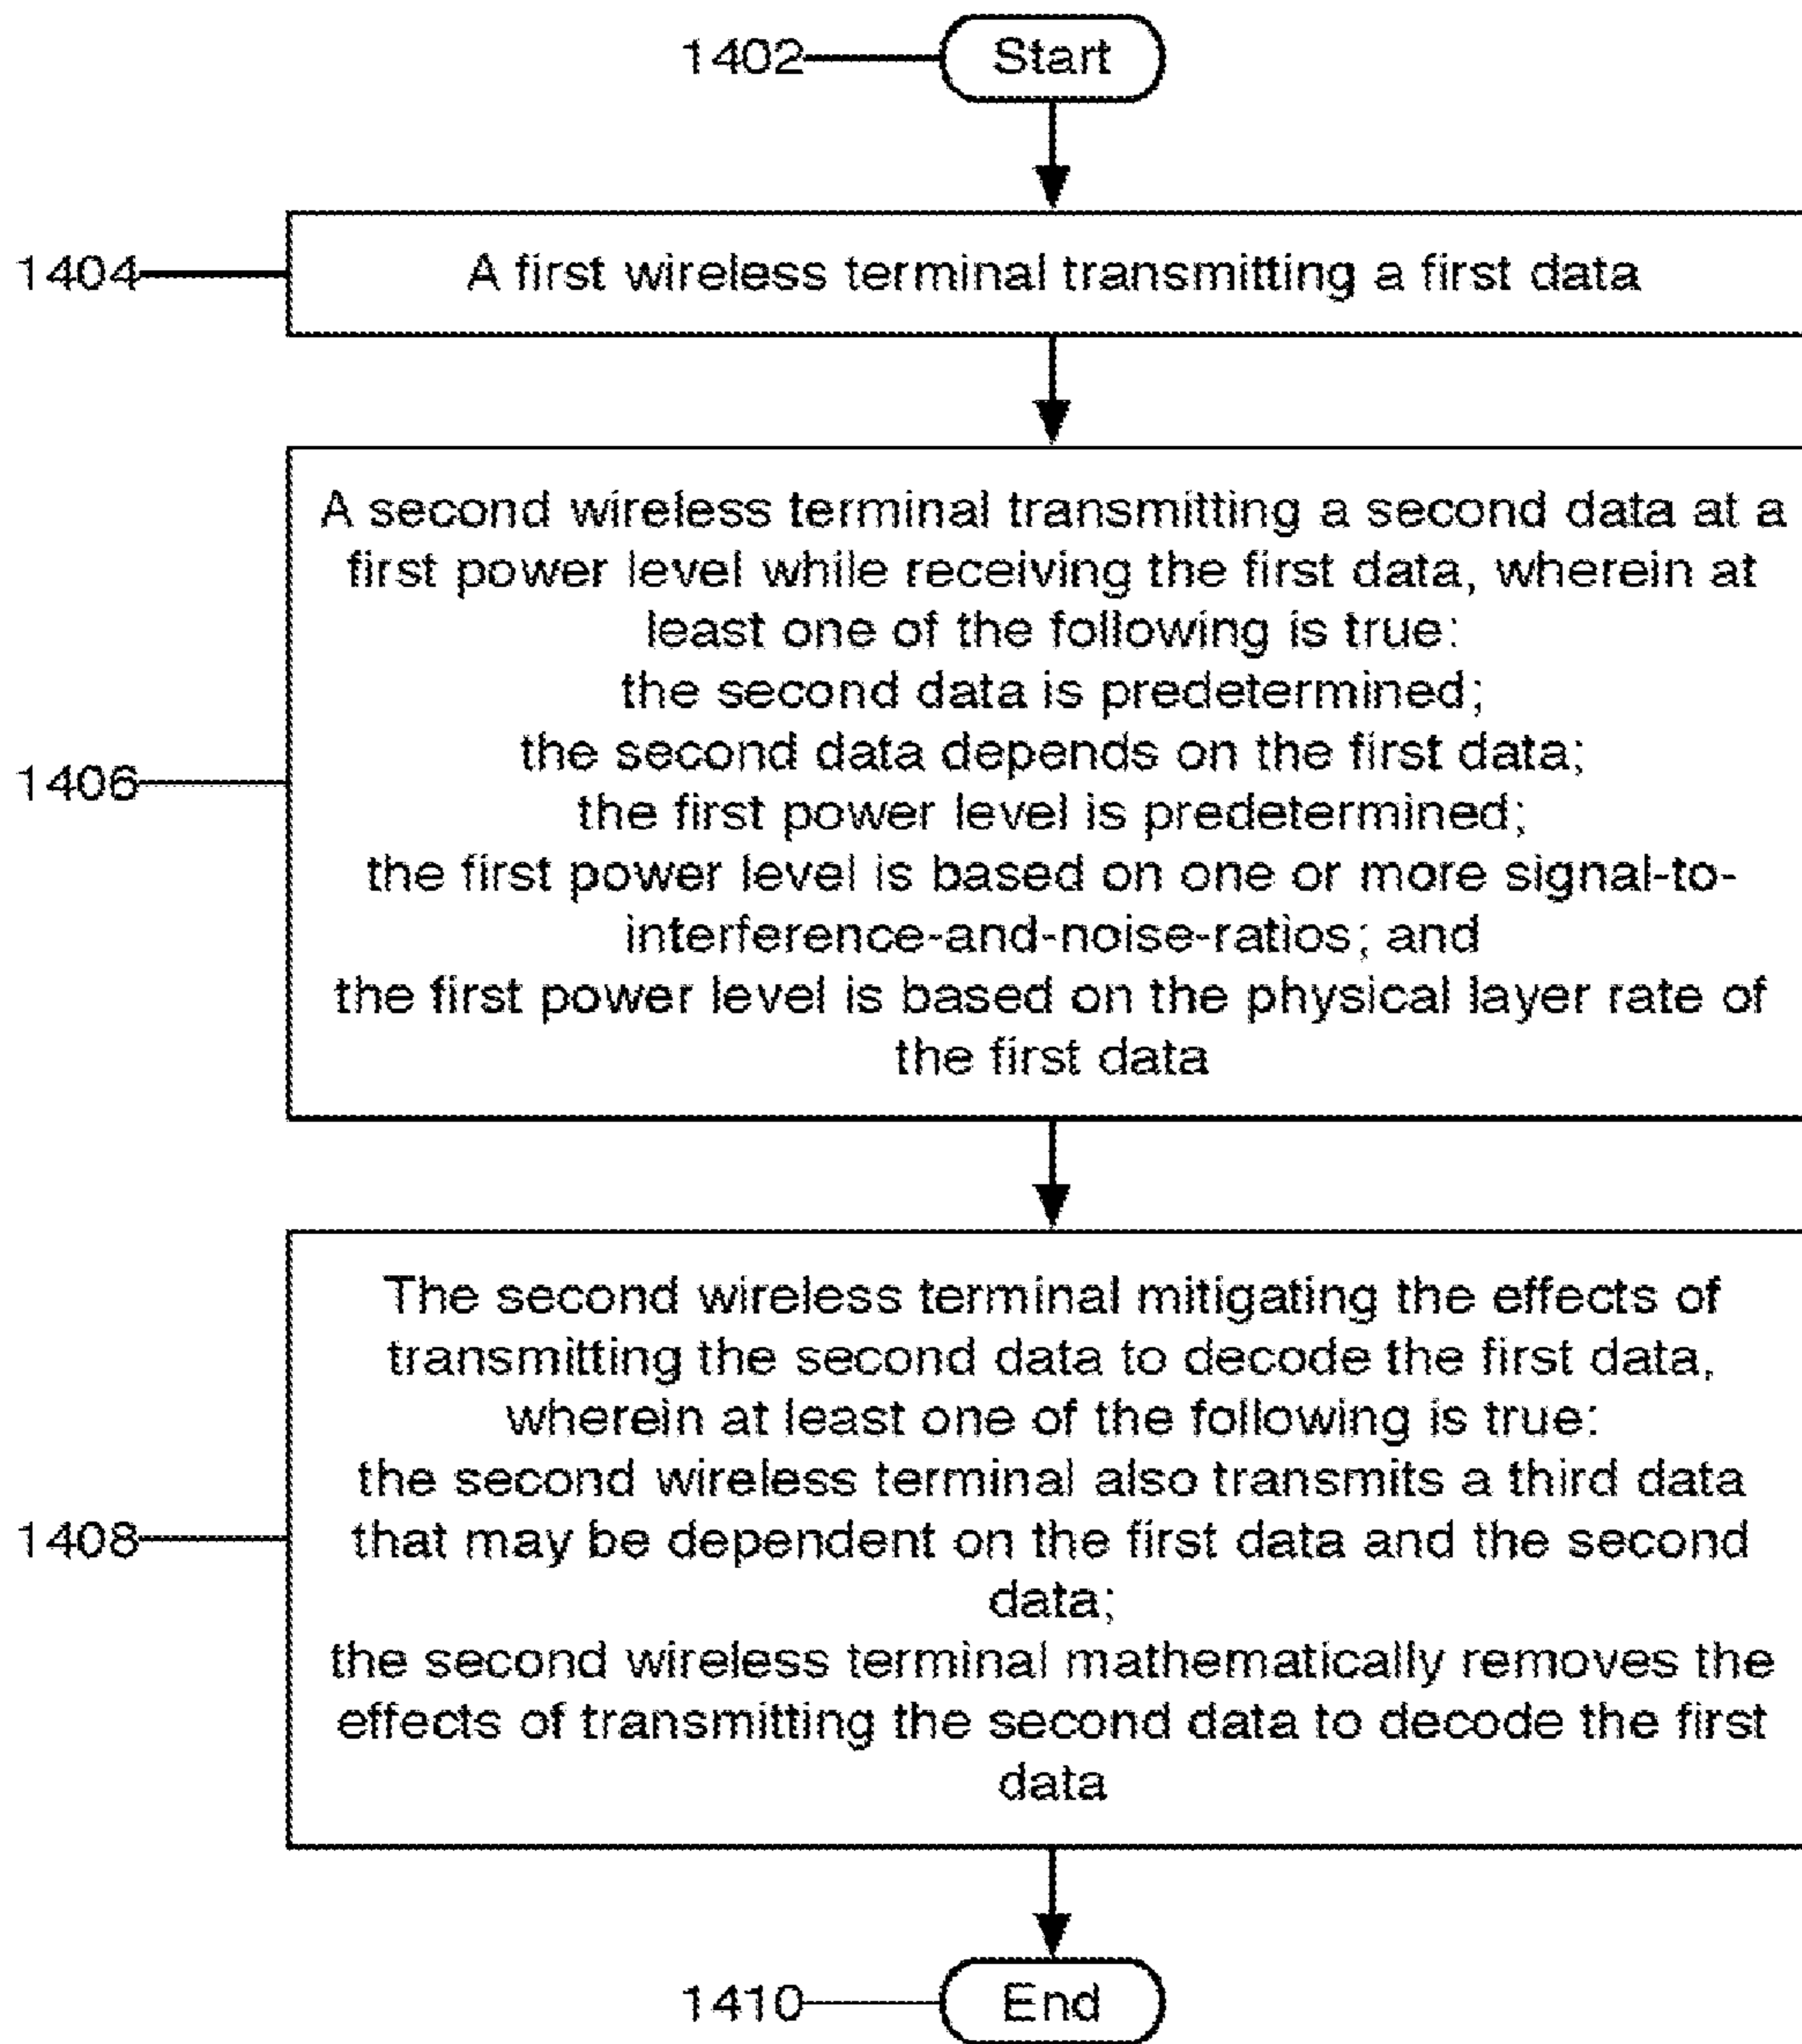 1402
Start
1404
A first wireless terminal transmitting a first data
1406
A second wireless terminal transmitting a second data at a
first power level while receiving the first data, wherein at
least one of the following is true:
the second data is predetermined;
the second data depends on the first data;
the first power level is predetermined;
the first power level is based on one or more signal-to-
interference-and-noise-ratios; and
the first power level is based on the physical layer rate of
the first data
1408
The second wireless terminal mitigating the effects of
transmitting the second data to decode the first data,
wherein at least one of the following is true:
the second wireless terminal also transmits a third data
that may be dependent on the first data and the second
data;
the second wireless terminal mathematically removes the
effects of transmitting the second data to decode the first
data
1410
End